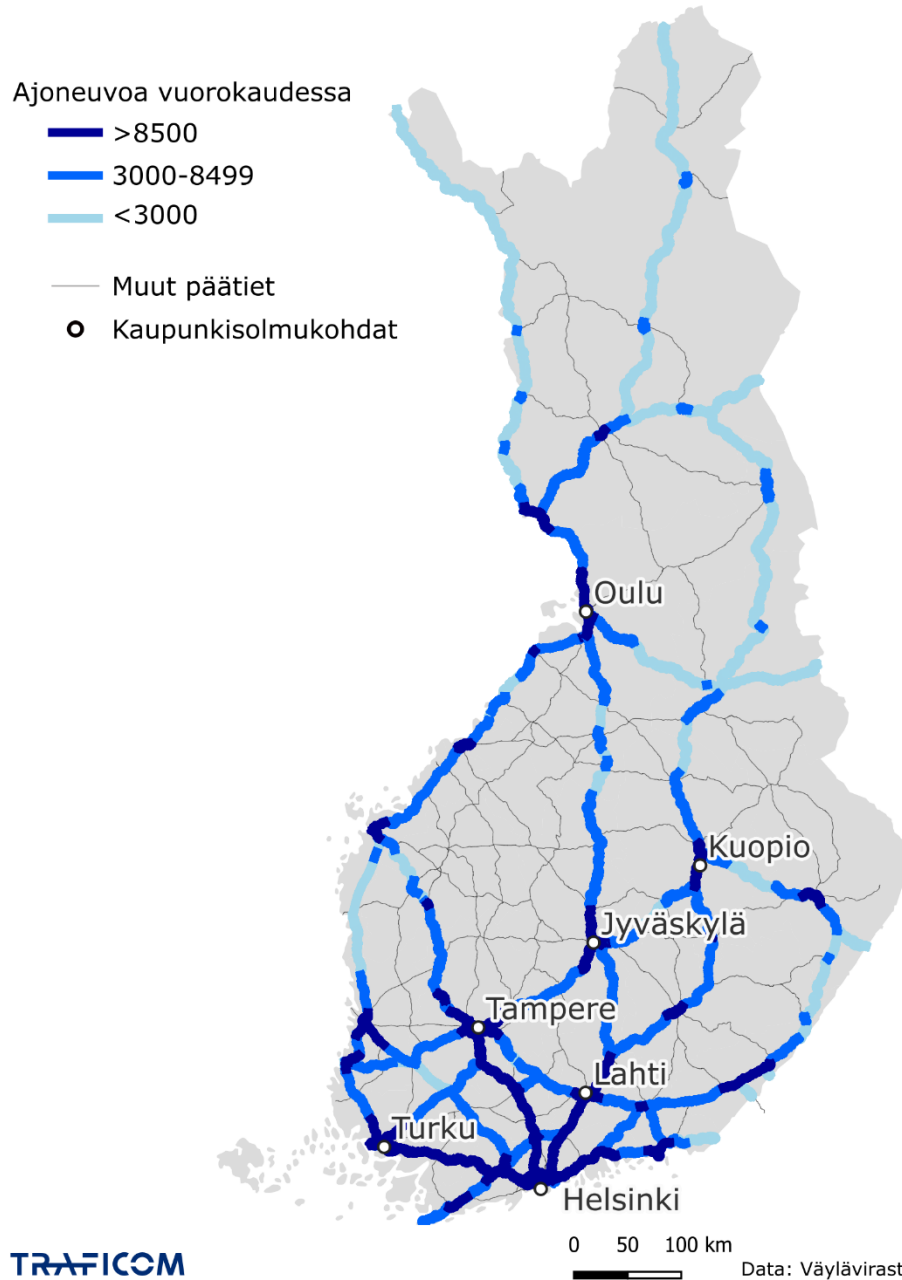 Ajoneuvoa vuorokaudessa
>8500
3000-8499
<3000
Muut päätiet
Kaupunkisolmukohdat
Oulu
Kuopio
Jyväskylä
Tampere
Lahti
Turku
Helsinki
0 50 100 km
TRAFICOM
Data: Väylävirast